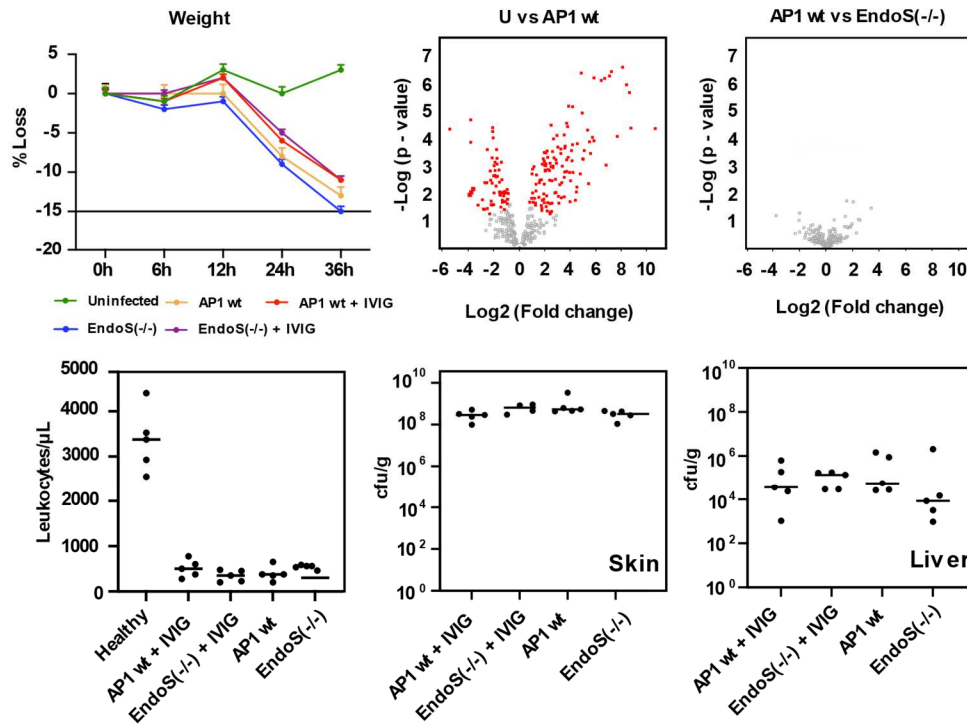 Weight
% Loss
5
0
-5
-10
-15
-20
0h 6h 12h 24h 36h
Uninfected AP1 wt AP1 wt + IVIG
EndoS(-/-) EndoS(-/-) + IVIG
U vs AP1 wt
-Log (p - value)
7
6
5
4
3
2
1
-6 -4 -2 0 2 4 6 8 10
Log2 (Fold change)
AP1 wt vs EndoS(-/-)
-Log (p - value)
7
6
5
4
3
2
1
-6 -4 -2 0 2 4 6 8 10
Log2 (Fold change)
Leukocytes/µL
5000
4000
3000
2000
1000
0
Healthy
AP1 wt + IVIG
EndoS(-/-) + IVIG
AP1 wt
EndoS(-/-)
cfu/g
10^10
10^8
10^6
10^4
10^2
10^0
Skin
AP1 wt + IVIG
EndoS(-/-) + IVIG
AP1 wt
EndoS(-/-)
cfu/g
10^10
10^8
10^6
10^4
10^2
10^0
Liver
AP1 wt + IVIG
EndoS(-/-) + IVIG
AP1 wt
EndoS(-/-)